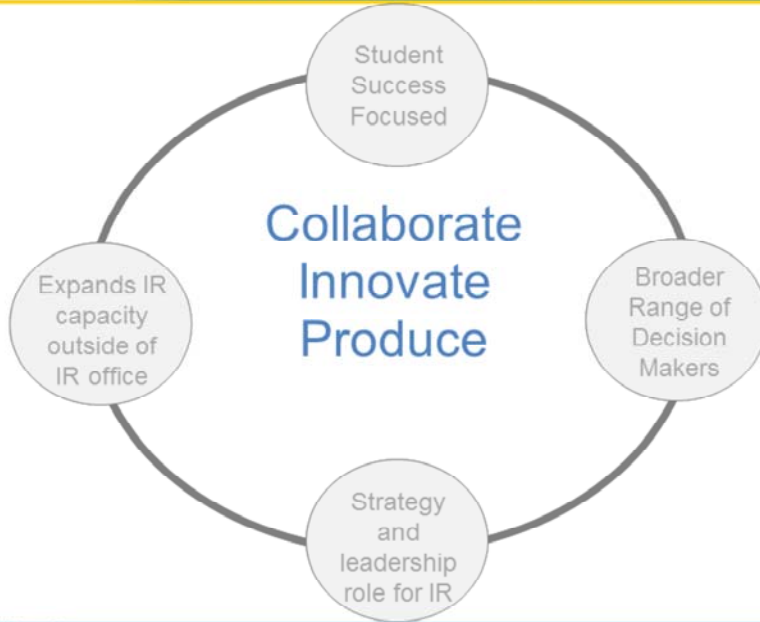 Student
Success
Focused
Collaborate
Innovate
Produce
Expands IR
capacity
outside of
IR office
Broader
Range of
Decision
Makers
Strategy
and
leadership
role for IR